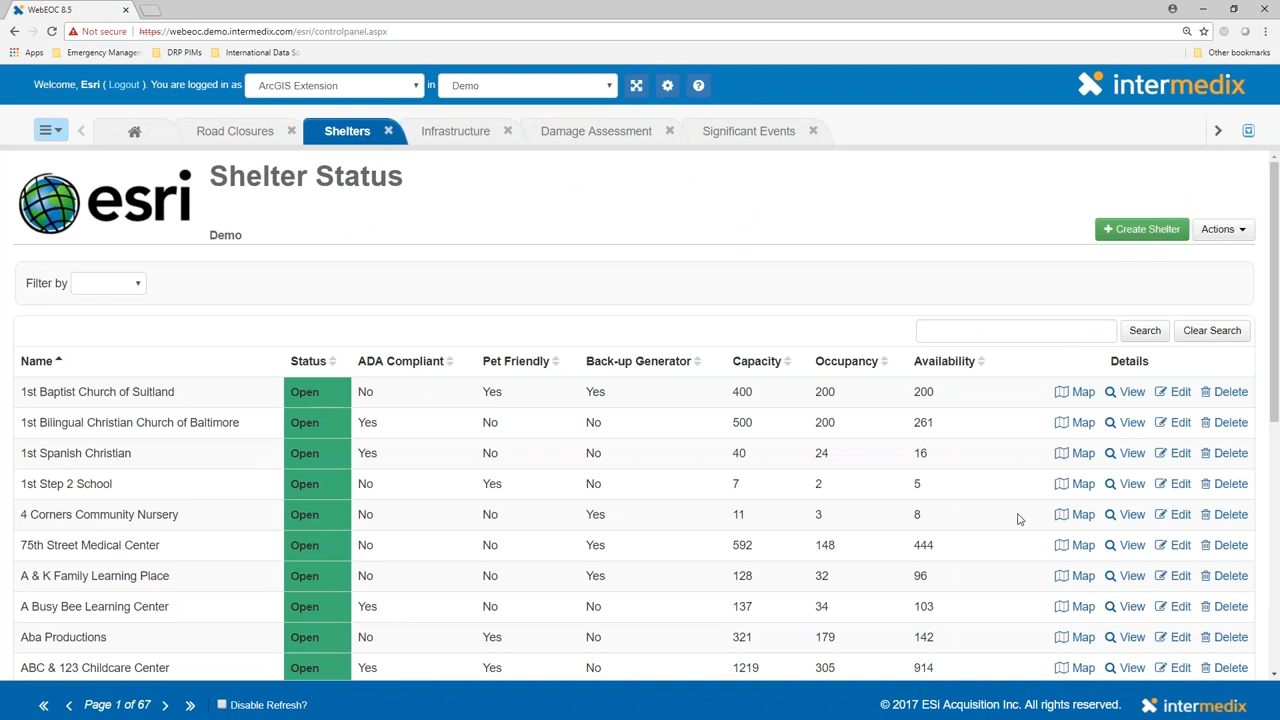 WebEOC 8.5
Not secure https://webeoc.demo.intermedix.com/esri/controlpanel.aspx
Apps Emergency Manager DRP PIMs International Data Sc Other bookmarks
Welcome, Esri ( Logout ). You are logged in as ArcGIS Extension in Demo intermedix
Road Closures Shelters Infrastructure Damage Assessment Significant Events
esri Shelter Status
Demo
+ Create Shelter Actions
Filter by
Search Clear Search
Name Status ADA Compliant Pet Friendly Back-up Generator Capacity Occupancy Availability Details
1st Baptist Church of Suitland Open No Yes Yes 400 200 200 Map View Edit Delete
1st Bilingual Christian Church of Baltimore Open Yes No No 500 200 261 Map View Edit Delete
1st Spanish Christian Open Yes No No 40 24 16 Map View Edit Delete
1st Step 2 School Open No Yes No 7 2 5 Map View Edit Delete
4 Corners Community Nursery Open No No Yes 11 3 8 Map View Edit Delete
75th Street Medical Center Open No No Yes 592 148 444 Map View Edit Delete
A & K Family Learning Place Open No No Yes 128 32 96 Map View Edit Delete
A Busy Bee Learning Center Open Yes No No 137 34 103 Map View Edit Delete
Aba Productions Open No Yes No 321 179 142 Map View Edit Delete
ABC & 123 Childcare Center Open Yes Yes No 1219 305 914 Map View Edit Delete
Page 1 of 67 Disable Refresh? © 2017 ESi Acquisition Inc. All rights reserved. intermedix